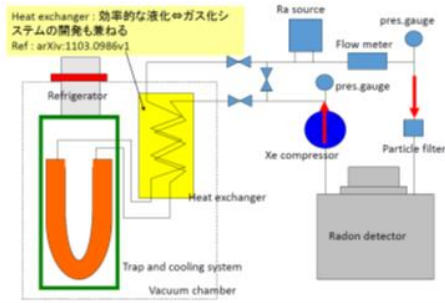 Heat exchanger : 効率的な液化⇔ガス化シ
ステムの開発も兼ねる
Ref : arXiv:1103.0986v1
Ra source
pres.gauge
Flow meter
Refrigerator
pres.gauge
Xe compressor
Particle filter
Heat exchanger
Radon detector
Trap and cooling system
Vacuum chamber